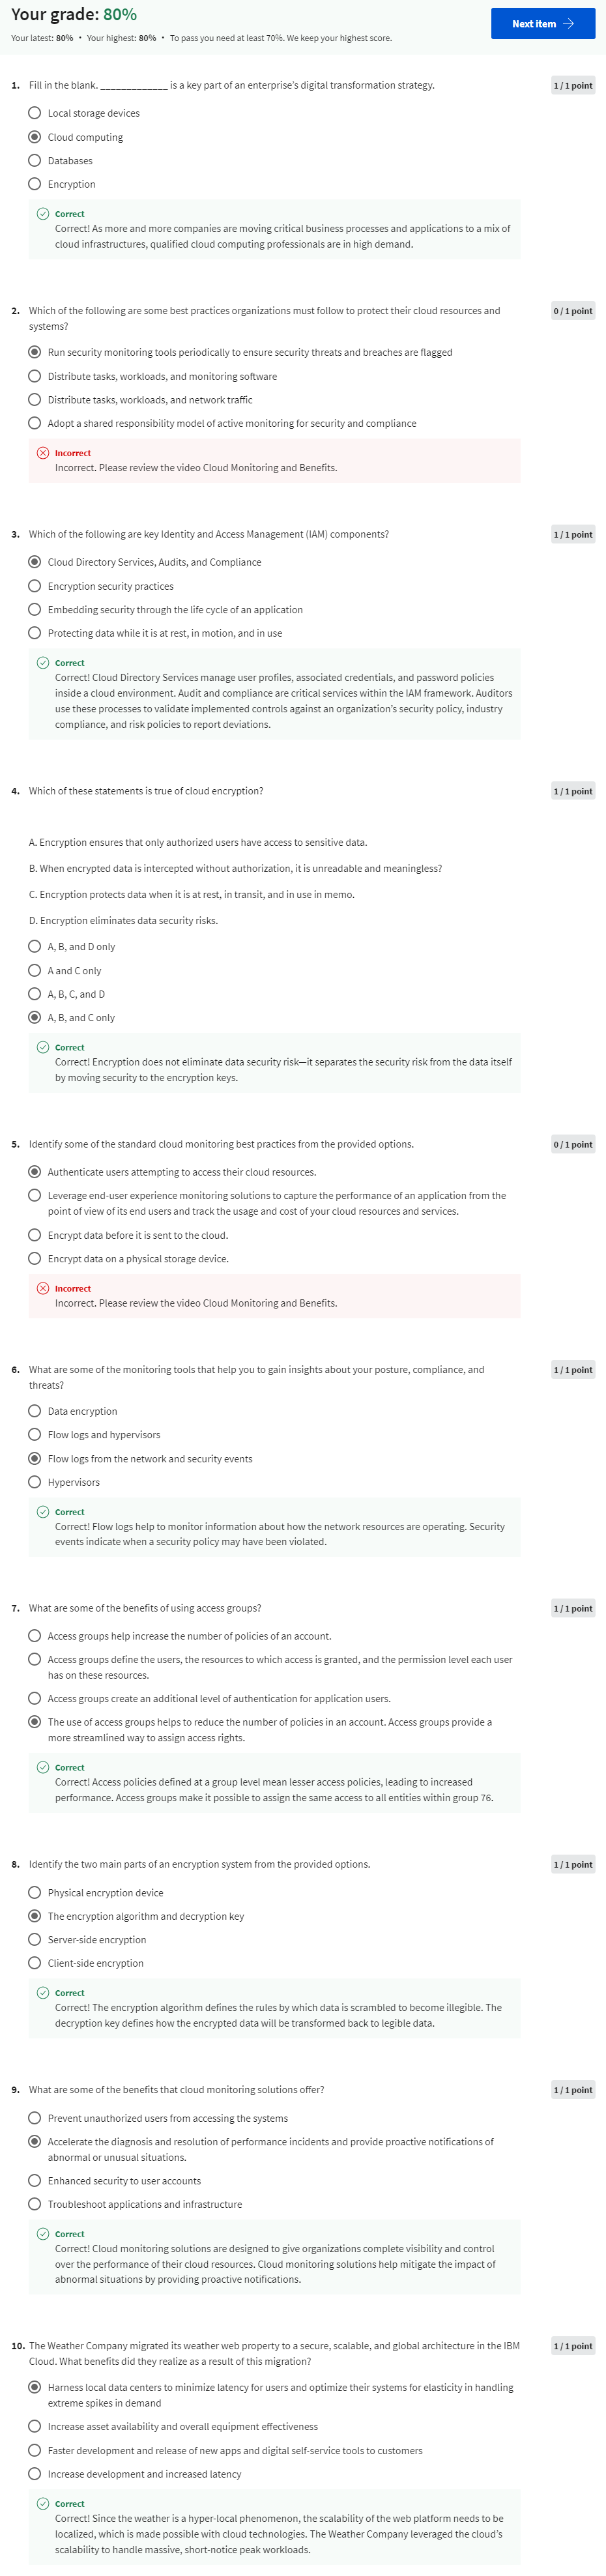 Your grade: 80%
Next item →
Your latest: 80% • Your highest: 80% • To pass you need at least 70%. We keep your highest score.
1. Fill in the blank. _____________ is a key part of an enterprise's digital transformation strategy.
1 / 1 point
Local storage devices
Cloud computing
Databases
Encryption
Correct
Correct! As more and more companies are moving critical business processes and applications to a mix of
cloud infrastructures, qualified cloud computing professionals are in high demand.
2. Which of the following are some best practices organizations must follow to protect their cloud resources and
systems?
0 / 1 point
Run security monitoring tools periodically to ensure security threats and breaches are flagged
Distribute tasks, workloads, and monitoring software
Distribute tasks, workloads, and network traffic
Adopt a shared responsibility model of active monitoring for security and compliance
Incorrect
Incorrect. Please review the video Cloud Monitoring and Benefits.
3. Which of the following are key Identity and Access Management (IAM) components?
1 / 1 point
Cloud Directory Services, Audits, and Compliance
Encryption security practices
Embedding security through the life cycle of an application
Protecting data while it is at rest, in motion, and in use
Correct
Correct! Cloud Directory Services manage user profiles, associated credentials, and password policies
inside a cloud environment. Audit and compliance are critical services within the IAM framework. Auditors
use these processes to validate implemented controls against an organization's security policy, industry
compliance, and risk policies to report deviations.
4. Which of these statements is true of cloud encryption?
1 / 1 point
A. Encryption ensures that only authorized users have access to sensitive data.
B. When encrypted data is intercepted without authorization, it is unreadable and meaningless?
C. Encryption protects data when it is at rest, in transit, and in use in memo.
D. Encryption eliminates data security risks.
A, B, and D only
A and C only
A, B, C, and D
A, B, and C only
Correct
Correct! Encryption does not eliminate data security risk—it separates the security risk from the data itself
by moving security to the encryption keys.
5. Identify some of the standard cloud monitoring best practices from the provided options.
0 / 1 point
Authenticate users attempting to access their cloud resources.
Leverage end-user experience monitoring solutions to capture the performance of an application from the
point of view of its end users and track the usage and cost of your cloud resources and services.
Encrypt data before it is sent to the cloud.
Encrypt data on a physical storage device.
Incorrect
Incorrect. Please review the video Cloud Monitoring and Benefits.
6. What are some of the monitoring tools that help you to gain insights about your posture, compliance, and
threats?
1 / 1 point
Data encryption
Flow logs and hypervisors
Flow logs from the network and security events
Hypervisors
Correct
Correct! Flow logs help to monitor information about how the network resources are operating. Security
events indicate when a security policy may have been violated.
7. What are some of the benefits of using access groups?
1 / 1 point
Access groups help increase the number of policies of an account.
Access groups define the users, the resources to which access is granted, and the permission level each user
has on these resources.
Access groups create an additional level of authentication for application users.
The use of access groups helps to reduce the number of policies in an account. Access groups provide a
more streamlined way to assign access rights.
Correct
Correct! Access policies defined at a group level mean lesser access policies, leading to increased
performance. Access groups make it possible to assign the same access to all entities within group 76.
8. Identify the two main parts of an encryption system from the provided options.
1 / 1 point
Physical encryption device
The encryption algorithm and decryption key
Server-side encryption
Client-side encryption
Correct
Correct! The encryption algorithm defines the rules by which data is scrambled to become illegible. The
decryption key defines how the encrypted data will be transformed back to legible data.
9. What are some of the benefits that cloud monitoring solutions offer?
1 / 1 point
Prevent unauthorized users from accessing the systems
Accelerate the diagnosis and resolution of performance incidents and provide proactive notifications of
abnormal or unusual situations.
Enhanced security to user accounts
Troubleshoot applications and infrastructure
Correct
Correct! Cloud monitoring solutions are designed to give organizations complete visibility and control
over the performance of their cloud resources. Cloud monitoring solutions help mitigate the impact of
abnormal situations by providing proactive notifications.
10. The Weather Company migrated its weather web property to a secure, scalable, and global architecture in the IBM
Cloud. What benefits did they realize as a result of this migration?
1 / 1 point
Harness local data centers to minimize latency for users and optimize their systems for elasticity in handling
extreme spikes in demand
Increase asset availability and overall equipment effectiveness
Faster development and release of new apps and digital self-service tools to customers
Increase development and increased latency
Correct
Correct! Since the weather is a hyper-local phenomenon, the scalability of the web platform needs to be
localized, which is made possible with cloud technologies. The Weather Company leveraged the cloud's
scalability to handle massive, short-notice peak workloads.